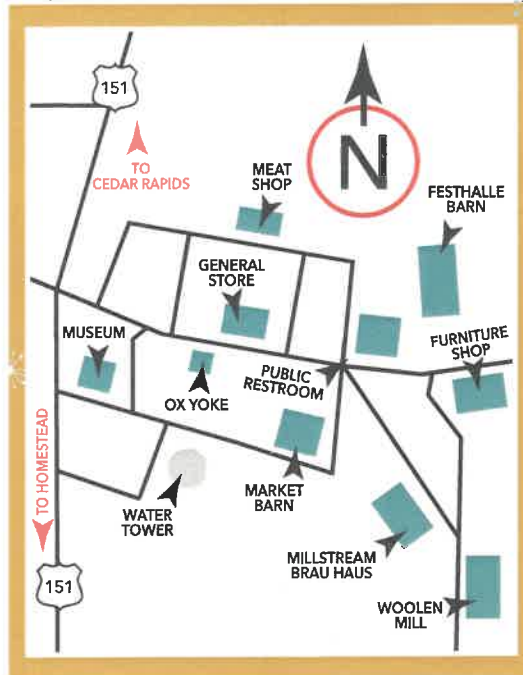 151
TO
CEDAR RAPIDS
N
MEAT
SHOP
FESTHALLE
BARN
GENERAL
STORE
MUSEUM
FURNITURE
SHOP
PUBLIC
RESTROOM
OX YOKE
TO HOMESTEAD
MARKET
BARN
WATER
TOWER
MILLSTREAM
BRAU HAUS
151
WOOLEN
MILL